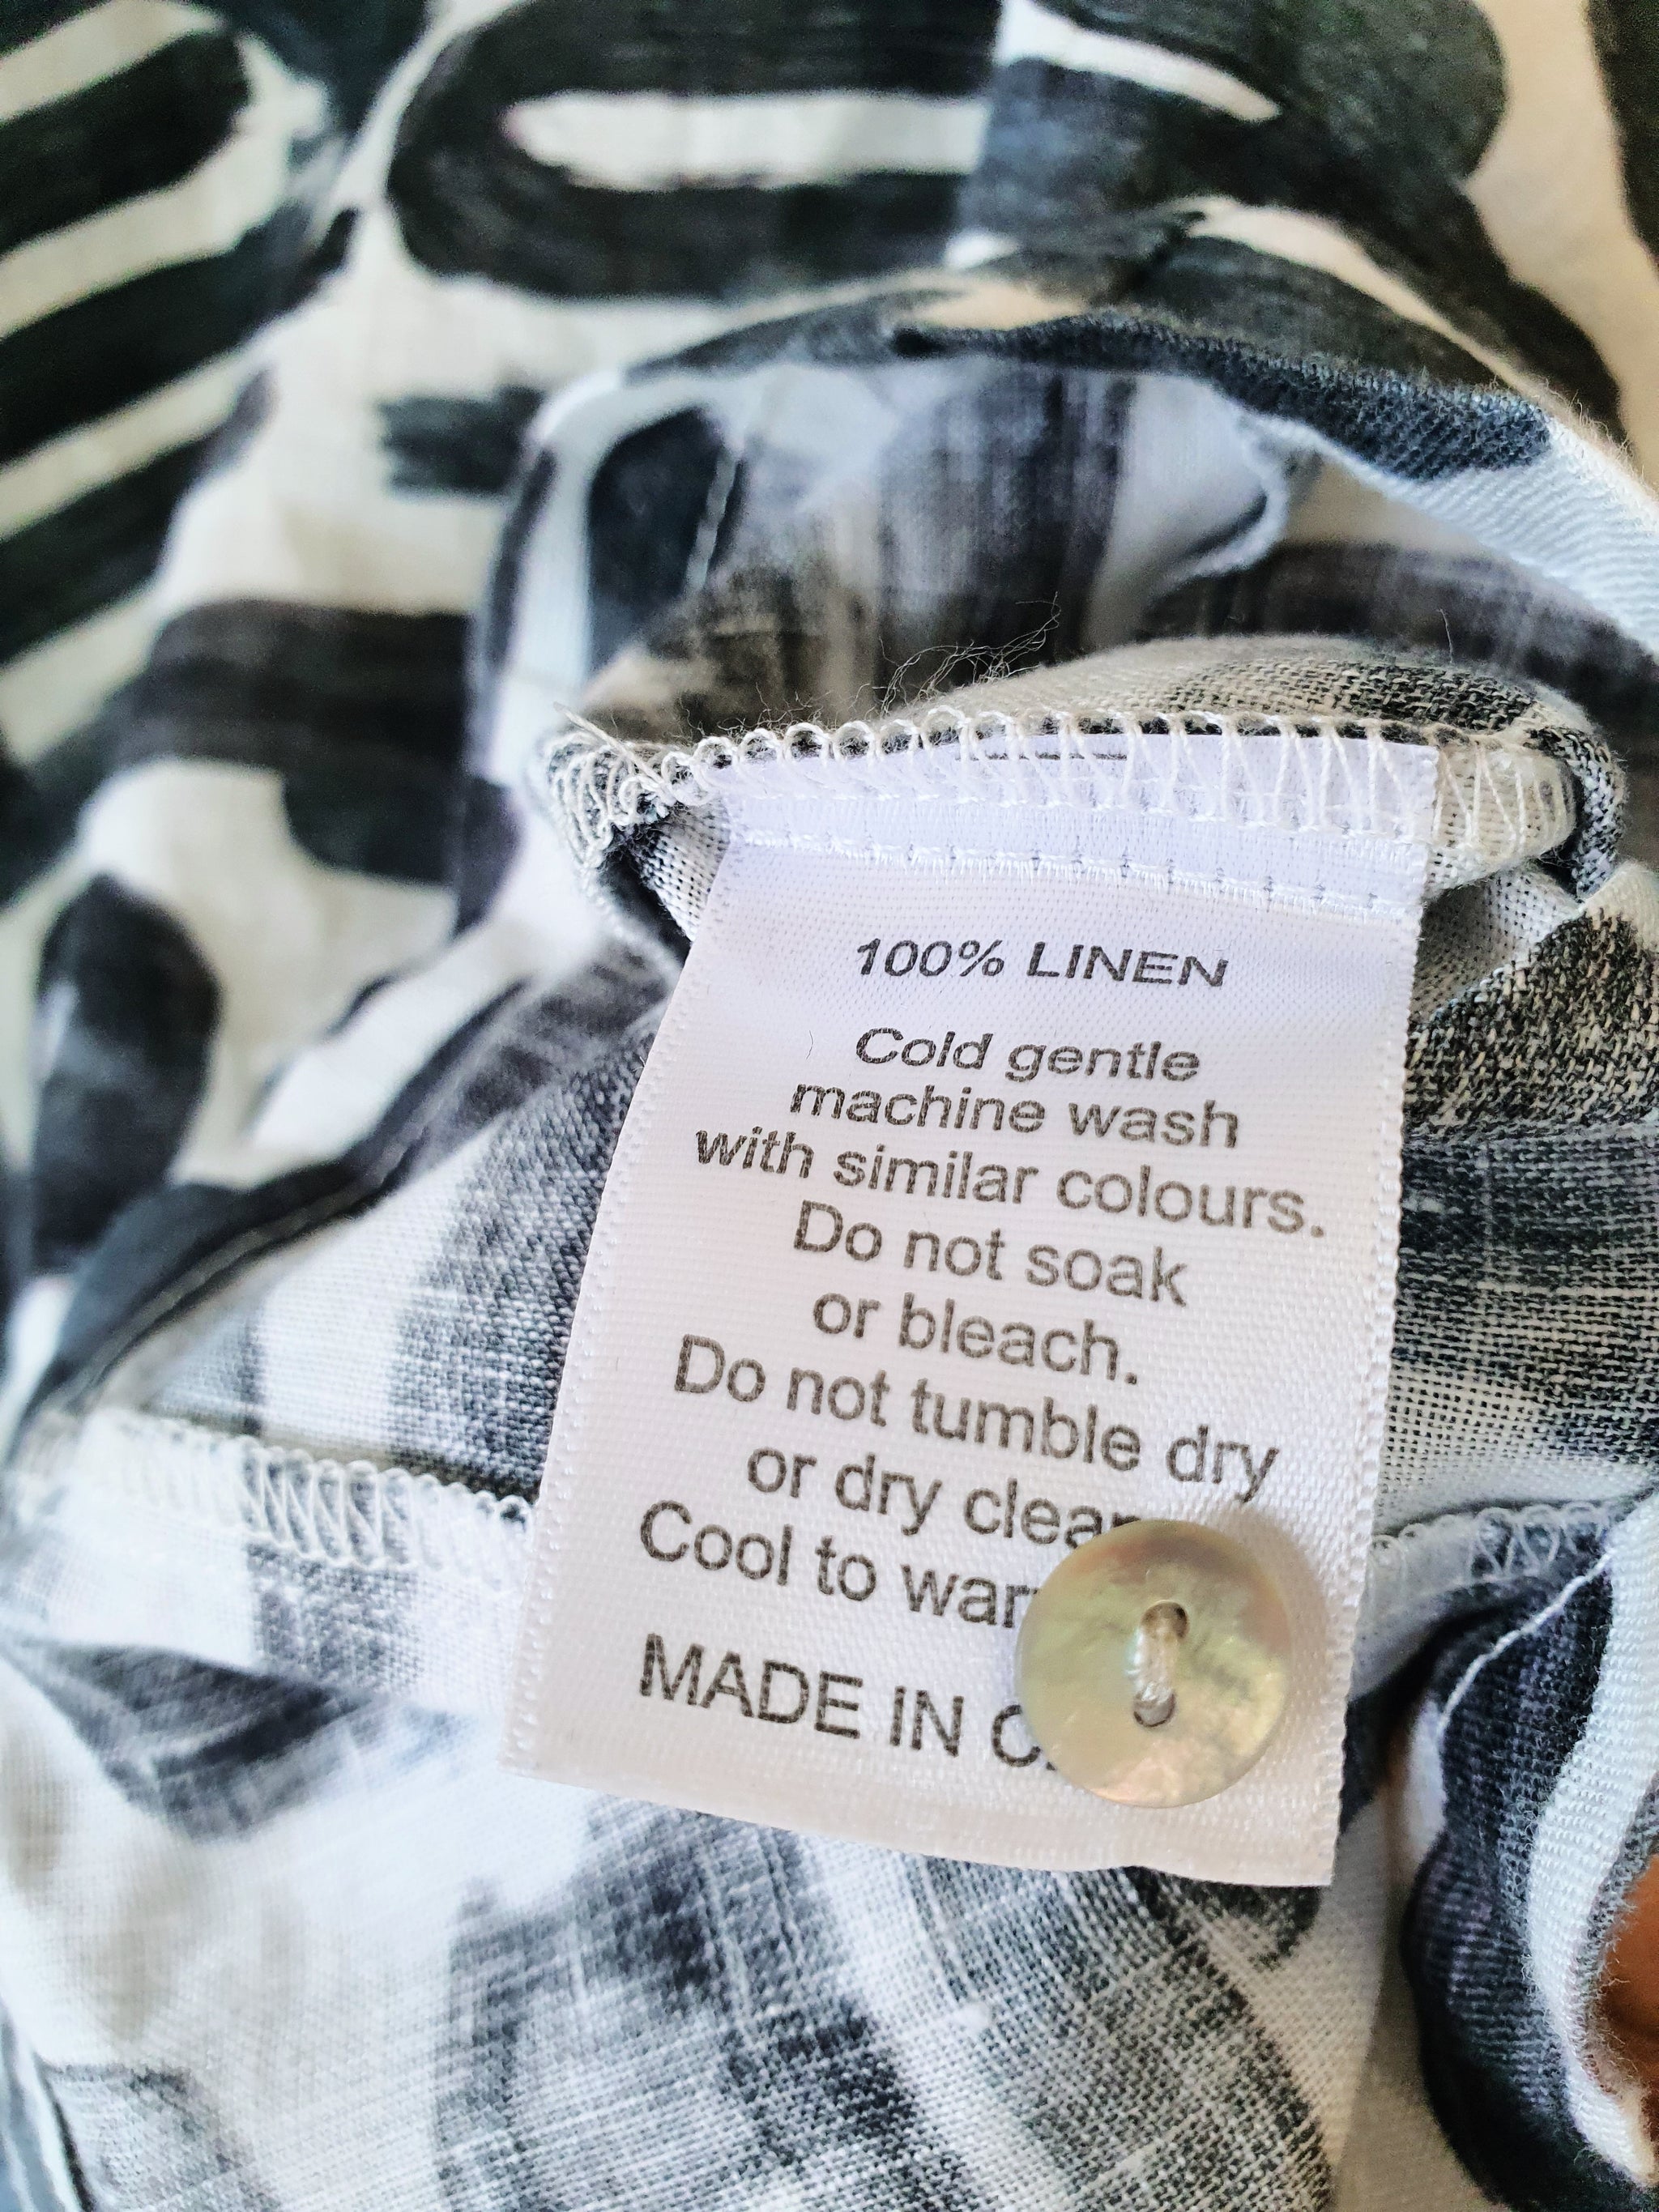 100% LINEN
Cold gentle
machine wash
with similar colours.
Do not soak
or bleach.
Do not tumble dry
or dry
Cool to
MADE IN